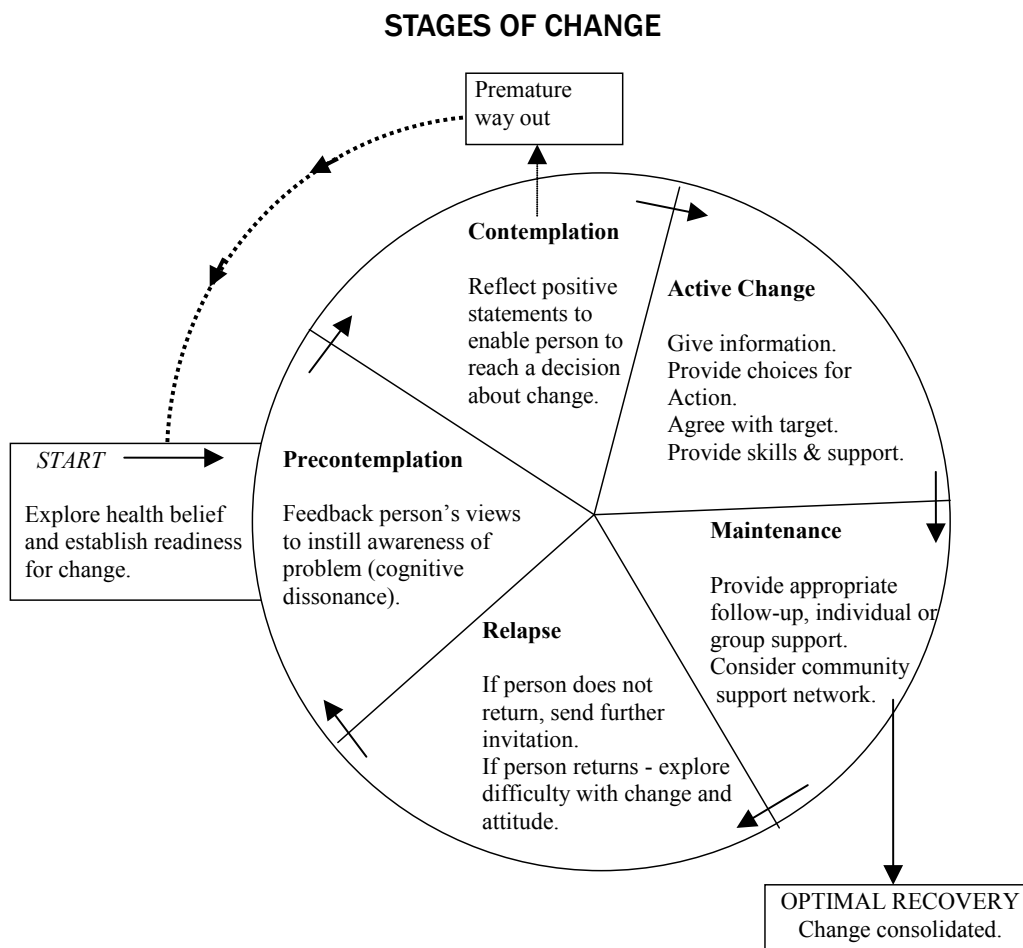 STAGES OF CHANGE
Premature
way out
Contemplation
Reflect positive
statements to
enable person to
reach a decision
about change.
Active Change
Give information.
Provide choices for
Action.
Agree with target.
Provide skills & support.
START
Explore health belief
and establish readiness
for change.
Precontemplation
Feedback person’s views
to instill awareness of
problem (cognitive
dissonance).
Maintenance
Provide appropriate
follow-up, individual or
group support.
Consider community
support network.
Relapse
If person does not
return, send further
invitation.
If person returns - explore
difficulty with change and
attitude.
OPTIMAL RECOVERY
Change consolidated.